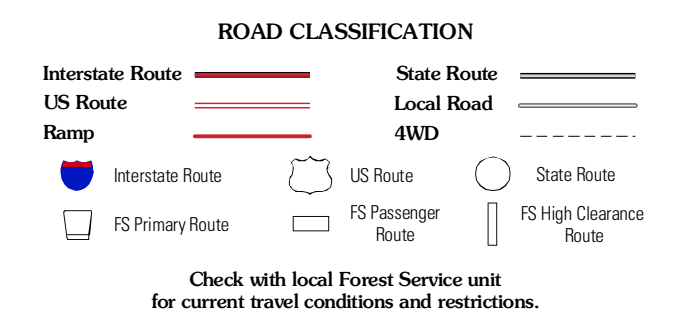 ROAD CLASSIFICATION
Interstate Route
State Route
US Route
Local Road
Ramp
4WD
Interstate Route
US Route
State Route
FS Primary Route
FS Passenger
Route
FS High Clearance
Route
Check with local Forest Service unit
for current travel conditions and restrictions.